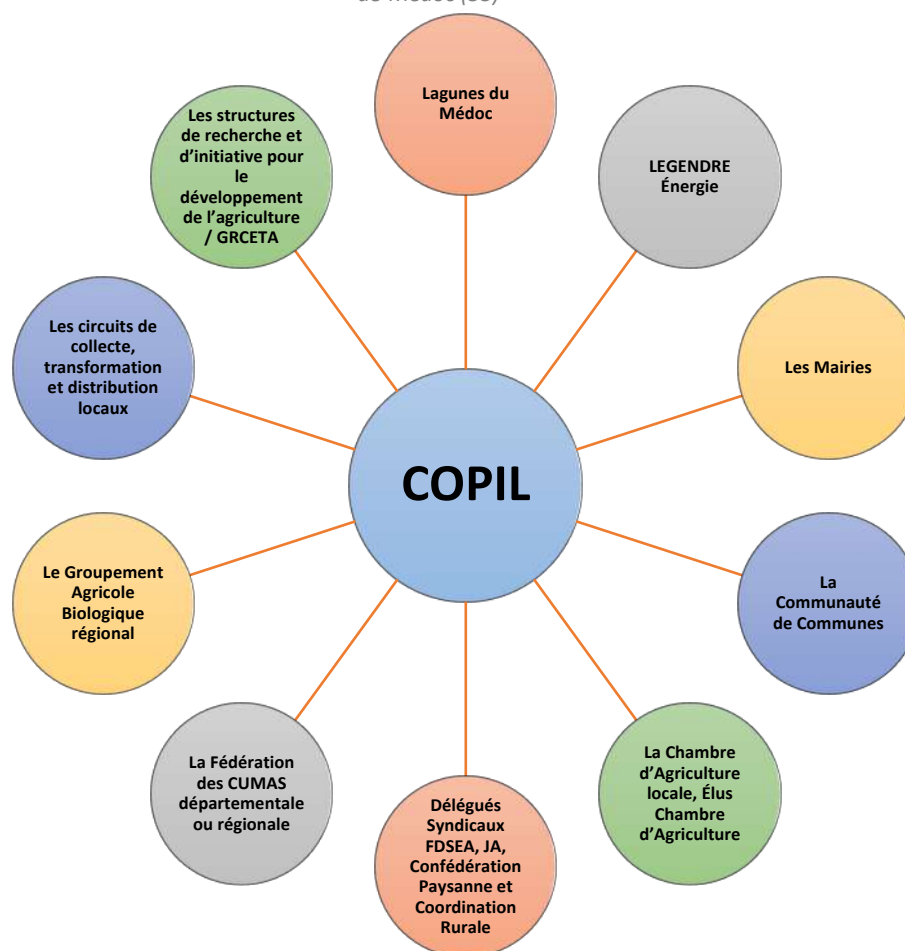 Lagunes du
Médoc
LEGENDRE
Énergie
Les Mairies
La
Communauté
de Communes
La Chambre
d’Agriculture
locale, Élus
Chambre
d’Agriculture
Délégués
Syndicaux
FDSEA, JA,
Confédération
Paysanne et
Coordination
Rurale
La Fédération
des CUMAS
départementale
ou régionale
Le Groupement
Agricole
Biologique
régional
Les circuits de
collecte,
transformation
et distribution
locaux
Les structures
de recherche et
d’initiative pour
le
développement
de l’agriculture
/ GRCETA
COPIL